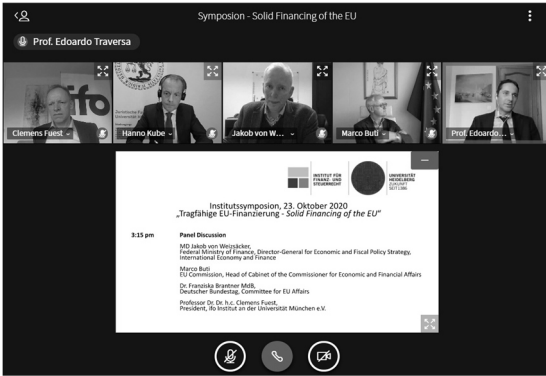 Symposion - Solid Financing of the EU
Prof. Edoardo Traversa
ifo
Clemens Fuest
Hanno Kube
Jakob von W...
Marco Buti
Prof. Edoardo...
INSTITUT FÜR
FINANZ- UND
STEUERRECHT
UNIVERSITÄT
HEIDELBERG
ZUKUNFT
SEIT 1386
Institutssymposion, 23. Oktober 2020
„Tragfähige EU-Finanzierung - Solid Financing of the EU“
3:15 pm Panel Discussion
MD Jakob von Weizsäcker,
Federal Ministry of Finance, Director-General for Economic and Fiscal Policy Strategy,
International Economy and Finance
Marco Buti
EU Commission, Head of Cabinet of the Commissioner for Economic and Financial Affairs
Dr. Franziska Brantner MdB,
Deutscher Bundestag, Committee for EU Affairs
Professor Dr. Dr. h.c. Clemens Fuest,
President, ifo Institut an der Universität München e.V.